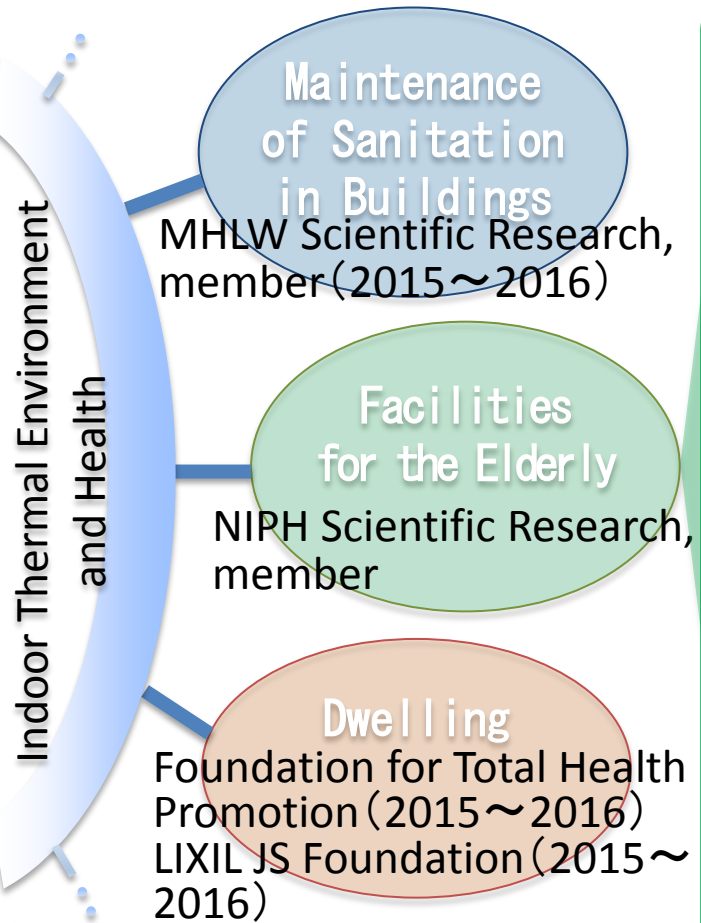 Indoor Thermal Environment
and Health
Maintenance
of Sanitation
in Buildings
MHLW Scientific Research,
member（2015～2016）
Facilities
for the Elderly
NIPH Scientific Research,
member
Dwelling
Foundation for Total Health
Promotion（2015～2016）
LIXIL JS Foundation（2015～
2016）